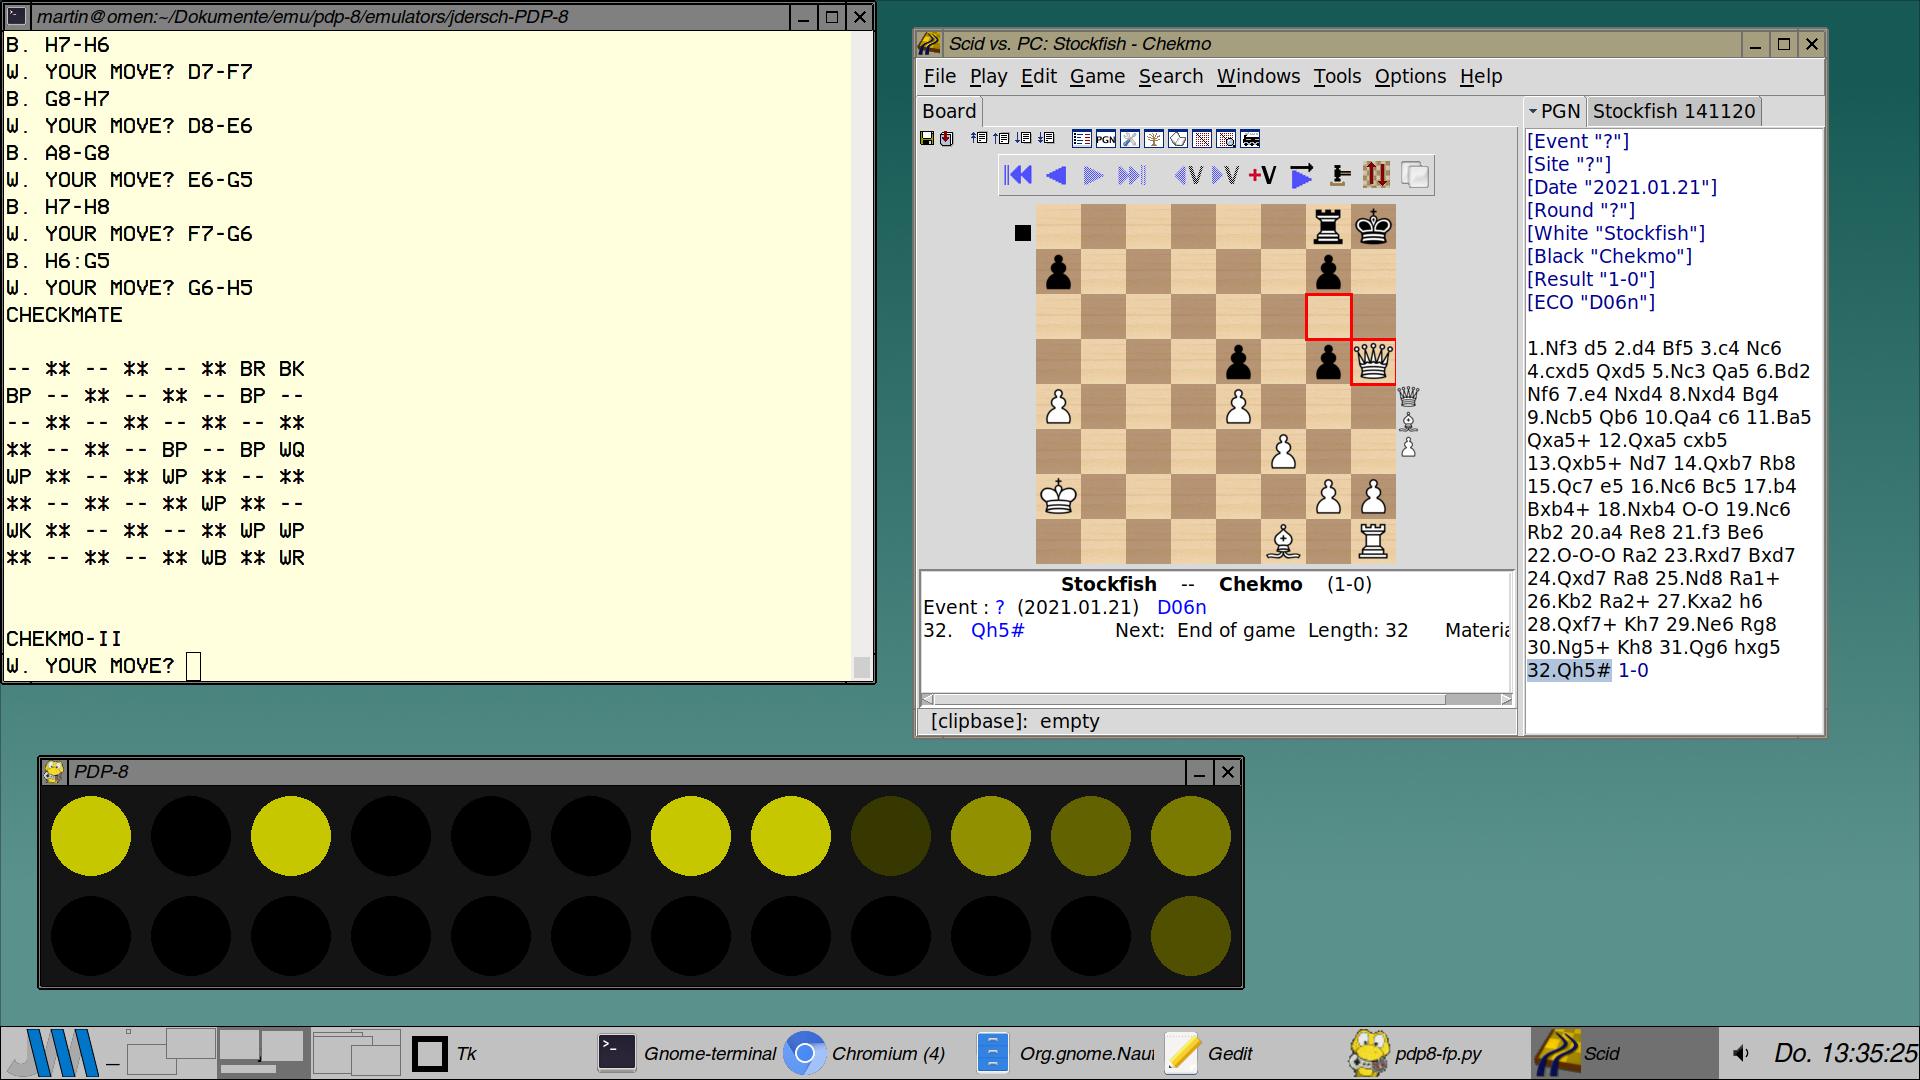 martin@omen:~/Dokumente/emu/pdp-8/emulators/jdersch-PDP-8
B. H7-H6
W. YOUR MOVE? D7-F7
B. G8-H7
W. YOUR MOVE? D8-E6
B. A8-G8
W. YOUR MOVE? E6-G5
B. H7-H8
W. YOUR MOVE? F7-G6
B. H6:G5
W. YOUR MOVE? G6-H5
CHECKMATE
-- ** -- ** -- ** BR BK
BP -- ** -- ** -- BP --
-- ** -- ** -- ** -- **
** -- ** -- BP -- BP WQ
WP ** -- ** WP ** -- **
** -- ** -- ** WP ** --
WK ** -- ** -- ** WP WP
** -- ** -- ** WB ** WR
CHEKMO-II
W. YOUR MOVE?
Scid vs. PC: Stockfish - Chekmo
File Play Edit Game Search Windows Tools Options Help
Board
PGN
V V +V
Stockfish -- Chekmo (1-0)
Event : ? (2021.01.21) D06n
32. Qh5# Next: End of game Length: 32 Materia
[clipbase]: empty
PGN Stockfish 141120
[Event "?"]
[Site "?"]
[Date "2021.01.21"]
[Round "?"]
[White "Stockfish"]
[Black "Chekmo"]
[Result "1-0"]
[ECO "D06n"]
1.Nf3 d5 2.d4 Bf5 3.c4 Nc6
4.cxd5 Qxd5 5.Nc3 Qa5 6.Bd2
Nf6 7.e4 Nxd4 8.Nxd4 Bg4
9.Ncb5 Qb6 10.Qa4 c6 11.Ba5
Qxa5+ 12.Qxa5 cxb5
13.Qxb5+ Nd7 14.Qxb7 Rb8
15.Qc7 e5 16.Nc6 Bc5 17.b4
Bxb4+ 18.Nxb4 O-O 19.Nc6
Rb2 20.a4 Re8 21.f3 Be6
22.O-O-O Ra2 23.Rxd7 Bxd7
24.Qxd7 Ra8 25.Nd8 Ra1+
26.Kb2 Ra2+ 27.Kxa2 h6
28.Qxf7+ Kh7 29.Ne6 Rg8
30.Ng5+ Kh8 31.Qg6 hxg5
32.Qh5# 1-0
PDP-8
Tk
Gnome-terminal
Chromium (4)
Org.gnome.Naut
Gedit
pdp8-fp.py
Scid
Do. 13:35:25